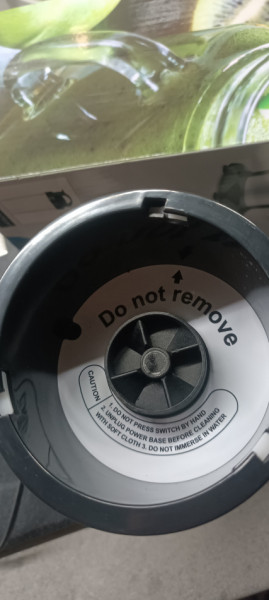 Do not remove
CAUTION
1. DO NOT PRESS SWITCH BY HAND
2. UNPLUG POWER BASE BEFORE CLEANING
WITH SOFT CLOTH 3. DO NOT IMMERSE IN WATER